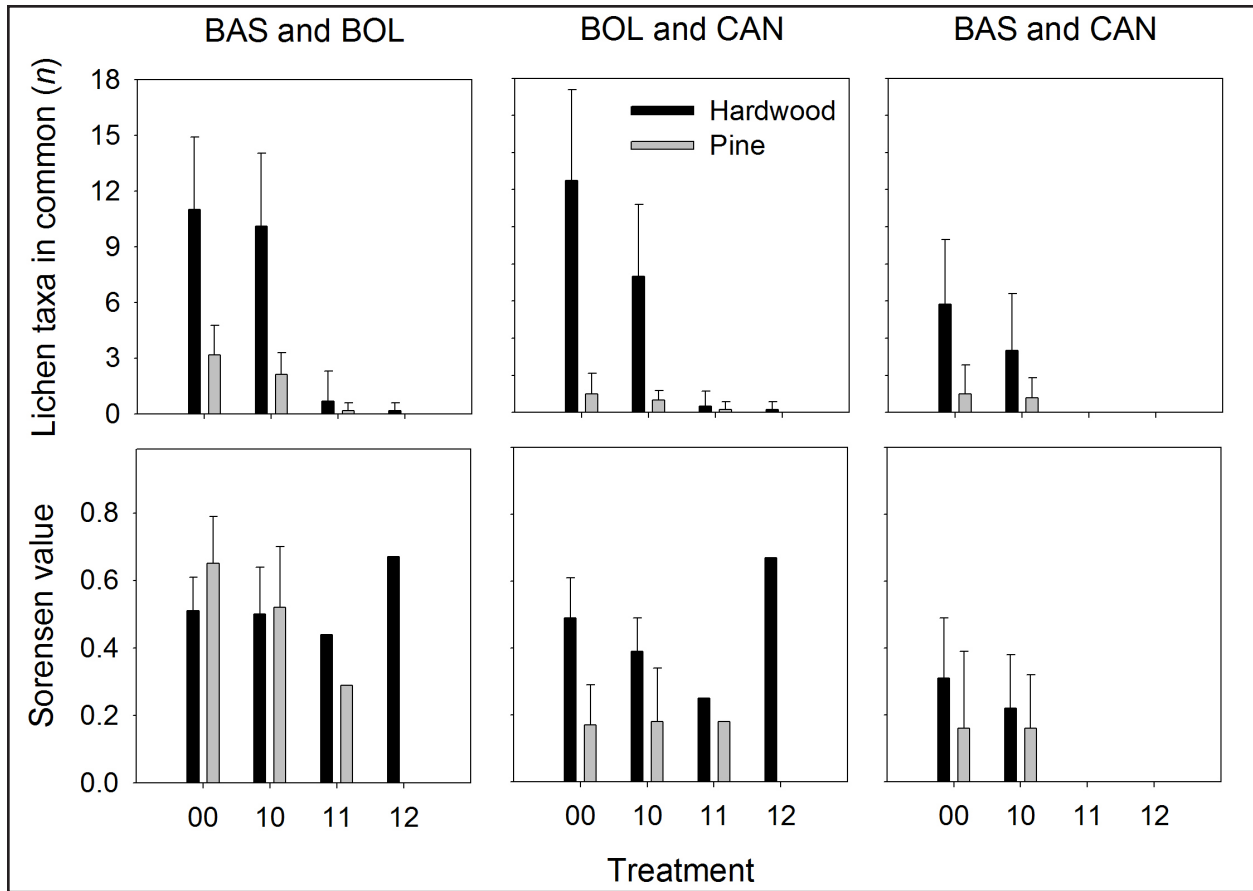 BAS and BOL
BOL and CAN
BAS and CAN
Lichen taxa in common (n)
18
15
12
9
6
3
0
Hardwood
Pine
Sorensen value
0.8
0.6
0.4
0.2
0.0
00 10 11 12
00 10 11 12
00 10 11 12
Treatment